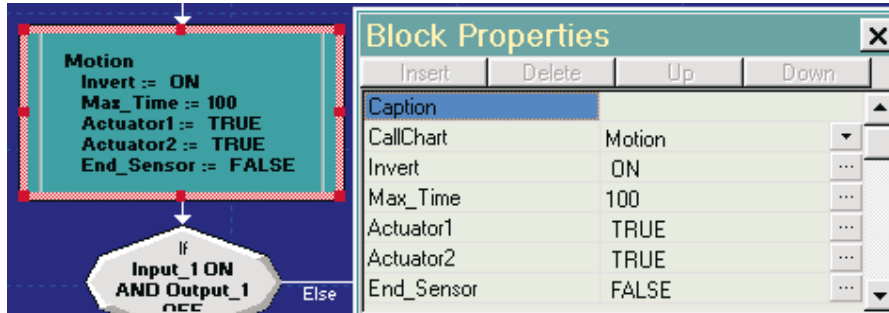 Motion
Invert := ON
Max_Time := 100
Actuator1 := TRUE
Actuator2 := TRUE
End_Sensor := FALSE
If
Input_1 ON
AND Output_1
OFF
Else
Block Properties
Insert Delete Up Down
Caption
CallChart Motion
Invert ON
Max_Time 100
Actuator1 TRUE
Actuator2 TRUE
End_Sensor FALSE